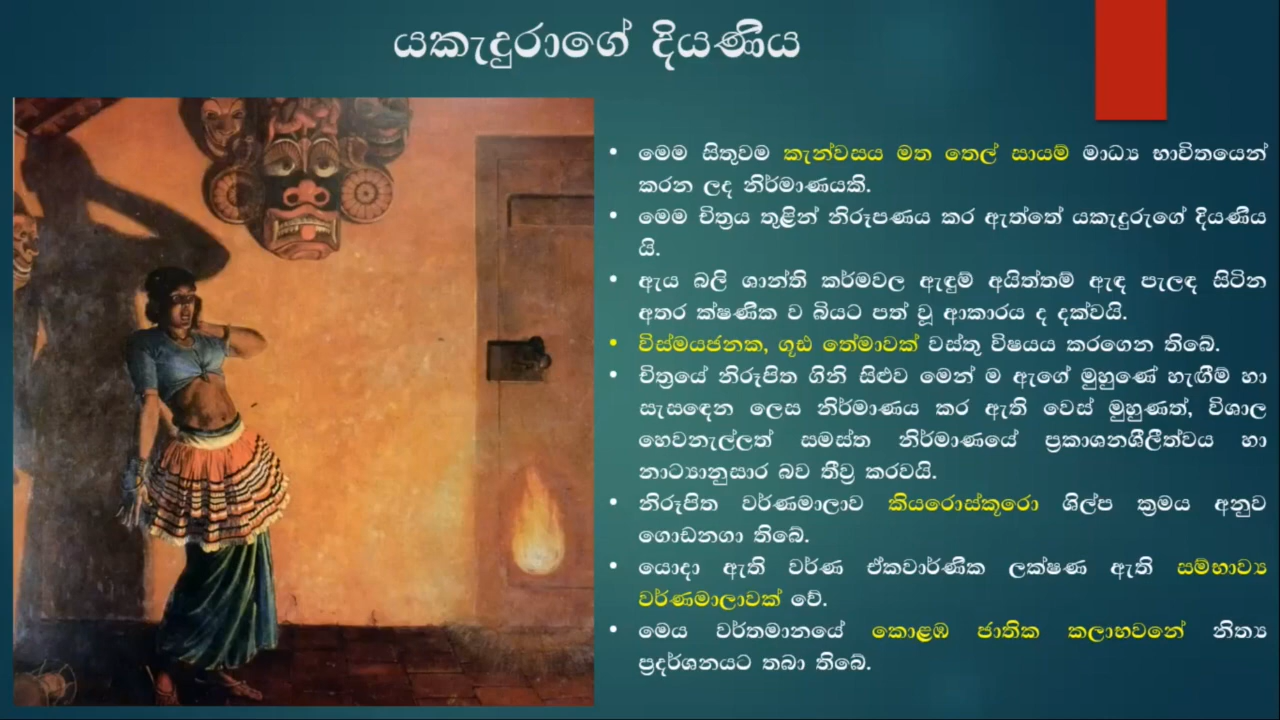 යකැදුරාගේ දියණිය
• මෙම සිතුවම කැන්වසය මත තෙල් සායම් මාධ්‍ය භාවිතයෙන්
කරන ලද නිර්මාණයකි.
• මෙම චිත්‍රය තුළින් නිරූපණය කර ඇත්තේ යකැදුරුගේ දියණිය
යි.
• ඇය බලි ශාන්ති කර්මවල ඇඳුම් අයිත්තම් ඇඳ පැලඳ සිටින
අතර ක්ෂණික ව බියට පත් වූ ආකාරය ද දක්වයි.
• විස්මයජනක, ගූඪ තේමාවක් වස්තු විෂයය කරගෙන තිබේ.
• චිත්‍රයේ නිරූපිත ගිනි සිළුව මෙන් ම ඇගේ මුහුණේ හැඟීම් හා
සැසඳෙන ලෙස නිර්මාණය කර ඇති වෙස් මුහුණත්, විශාල
හෙවනැල්ලත් සමස්ත නිර්මාණයේ ප්‍රකාශනශීලීත්වය හා
නාට්‍යානුසාර බව තීව්‍ර කරවයි.
• නිරූපිත වර්ණමාලාව කියරොස්කූරො ශිල්ප ක්‍රමය අනුව
ගොඩනගා තිබේ.
• යොදා ඇති වර්ණ ඒකවාර්ණික ලක්ෂණ ඇති සම්භාව්‍ය
වර්ණමාලාවක් වේ.
• මෙය වර්තමානයේ කොළඹ ජාතික කලාභවනේ නිත්‍ය
ප්‍රදර්ශනයට තබා තිබේ.